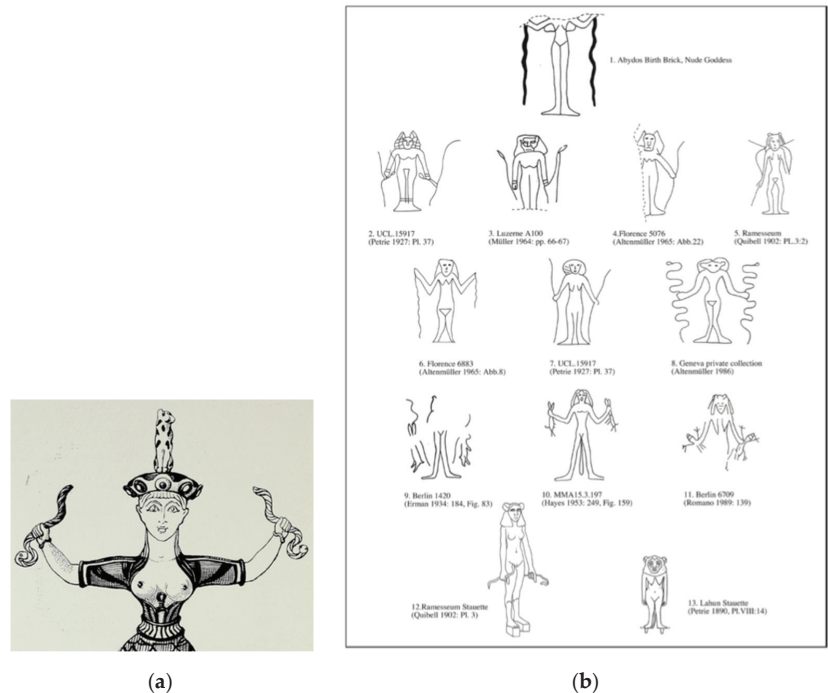 1. Abydos Birth Brick, Nude Goddess
2. UCL.15917
(Petrie 1927: Pl. 37)
3. Luzerne A100
(Müller 1964: pp. 66-67)
4.Florence 5076
(Altenmüller 1965: Abb.22)
5. Ramesseum
(Quibell 1902: PL.3:2)
6. Florence 6883
(Altenmüller 1965: Abb.8)
7. UCL.15917
(Petrie 1927: Pl. 37)
8. Geneva private collection
(Altenmüller 1986)
9. Berlin 1420
(Erman 1934: 184, Fig. 83)
10. MMA15.3.197
(Hayes 1953: 249, Fig. 159)
11. Berlin 6709
(Romano 1989: 139)
12.Ramesseum Stauette
(Quibell 1902: Pl. 3)
13. Lahun Stauette
(Petrie 1890, Pl.VIII:14)
(a)
(b)